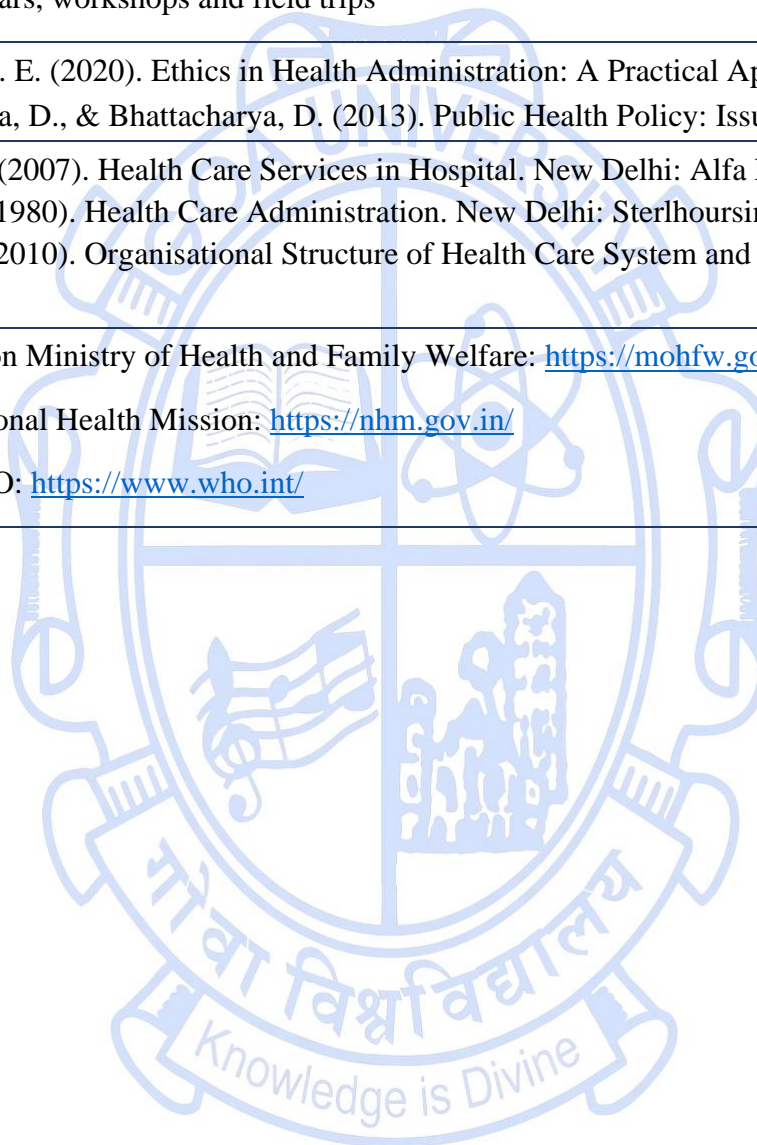 ars, workshops and field trips
. E. (2020). Ethics in Health Administration: A Practical Ap
a, D., & Bhattacharya, D. (2013). Public Health Policy: Issu
(2007). Health Care Services in Hospital. New Delhi: Alfa
1980). Health Care Administration. New Delhi: Sterlhoursin
2010). Organisational Structure of Health Care System and
on Ministry of Health and Family Welfare: https://mohfw.go
onal Health Mission: https://nhm.gov.in/
O: https://www.who.int/
GOA UNIVERSITY
गोंवा विश्वविद्यालय
Knowledge is Divine